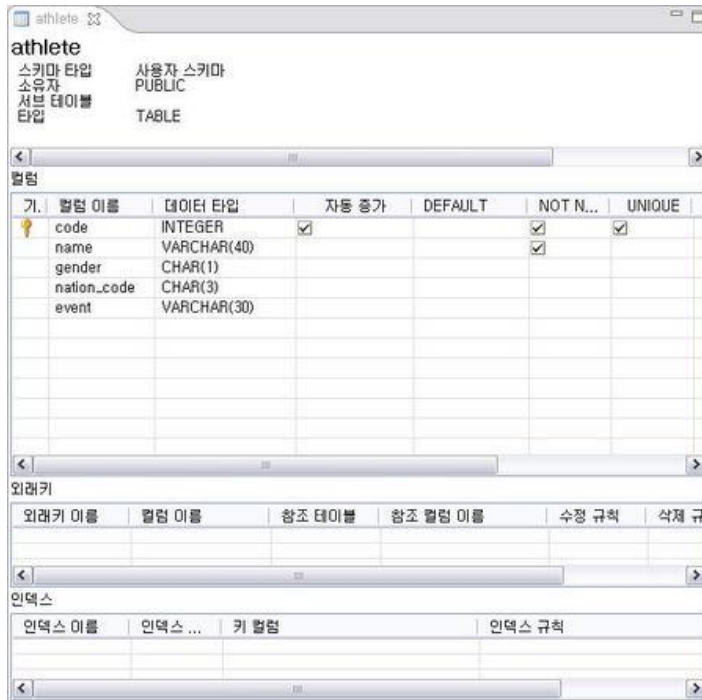 athlete
athlete
스키마 타입 사용자 스키마
소유자 PUBLIC
서브 테이블
타입 TABLE
컬럼
기. 컬럼 이름 데이터 타입 자동 증가 DEFAULT NOT N... UNIQUE
code INTEGER
name VARCHAR(40)
gender CHAR(1)
nation_code CHAR(3)
event VARCHAR(30)
외래키
외래키 이름 컬럼 이름 참조 테이블 참조 컬럼 이름 수정 규칙 삭제 규
인덱스
인덱스 이름 인덱스 ... 키 컬럼 인덱스 규칙